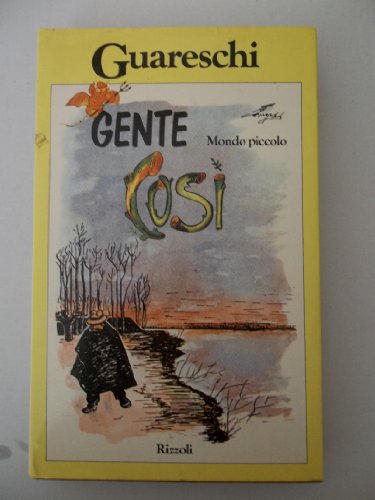 Guareschi
GENTE
Mondo piccolo
Così
Rizzoli